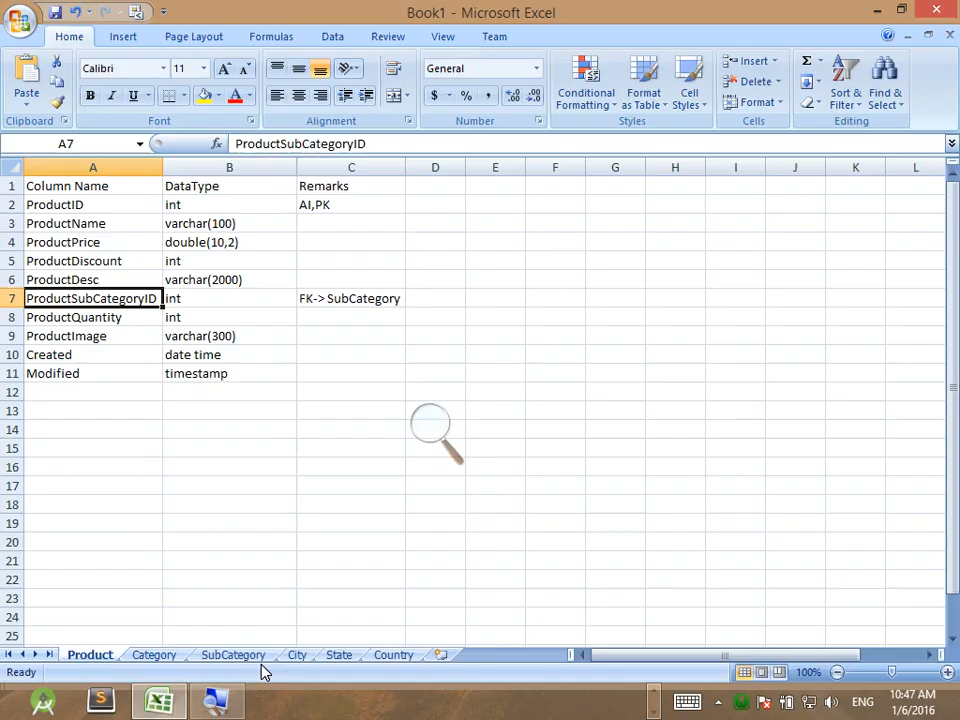 Book1 - Microsoft Excel
Home Insert Page Layout Formulas Data Review View Team
Paste
Calibri 11
B I U
General
$ % ,
Conditional Formatting
Format as Table
Cell Styles
Insert
Delete
Format
Σ
Sort & Filter
Find & Select
Clipboard Font Alignment Number Styles Cells Editing
A7 fx ProductSubCategoryID
A B C D E F G H I J K L
1 Column Name DataType Remarks
2 ProductID int AI,PK
3 ProductName varchar(100)
4 ProductPrice double(10,2)
5 ProductDiscount int
6 ProductDesc varchar(2000)
7 ProductSubCategoryID int FK-> SubCategory
8 ProductQuantity int
9 ProductImage varchar(300)
10 Created date time
11 Modified timestamp
12
13
14
15
16
17
18
19
20
21
22
23
24
25
Product Category SubCategory City State Country
Ready 100%
ENG 10:47 AM
1/6/2016